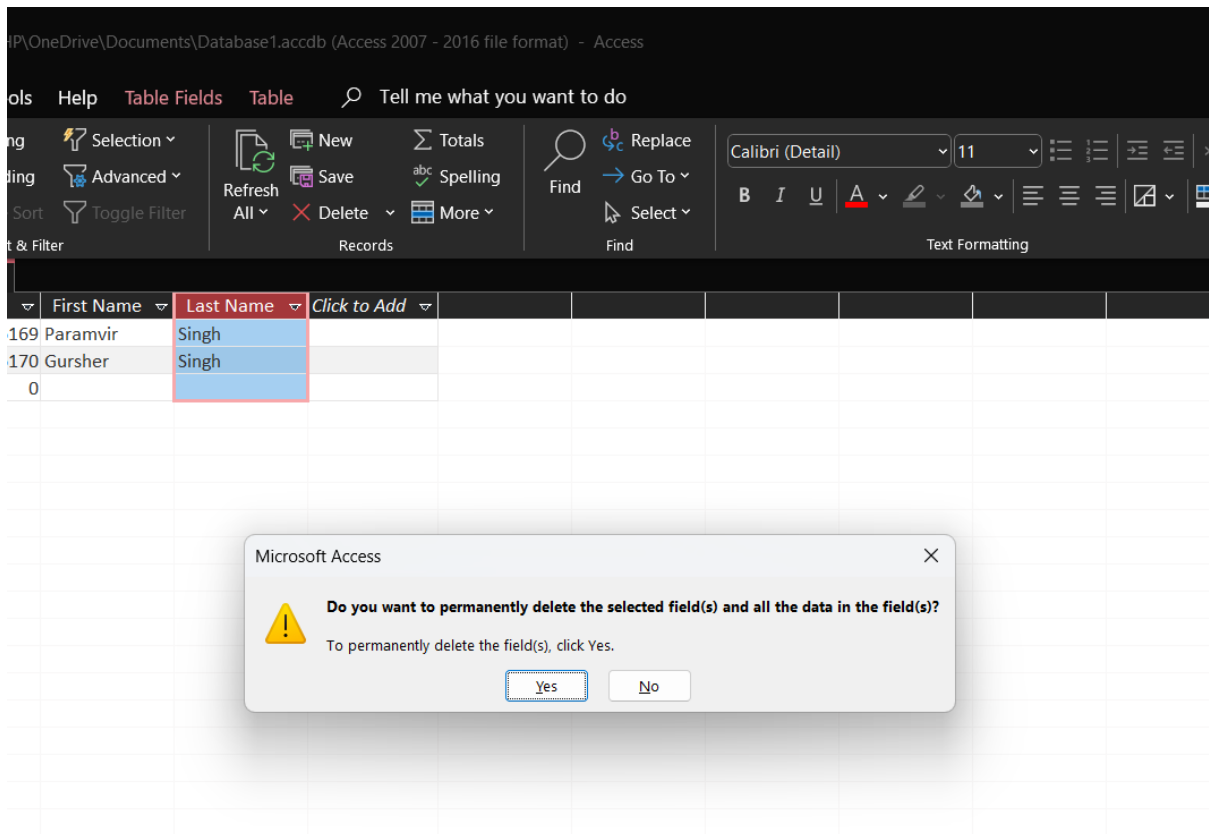 HP\OneDrive\Documents\Database1.accdb (Access 2007 - 2016 file format) - Access
ols Help Table Fields Table Tell me what you want to do
ng Selection New Totals Replace Calibri (Detail) 11
ding Advanced Save abc Spelling Go To
Refresh All Find
Sort Toggle Filter Delete More Select B I U A
t & Filter Records Find Text Formatting
First Name Last Name Click to Add
169 Paramvir Singh
170 Gursher Singh
0
Microsoft Access
Do you want to permanently delete the selected field(s) and all the data in the field(s)?
To permanently delete the field(s), click Yes.
Yes No